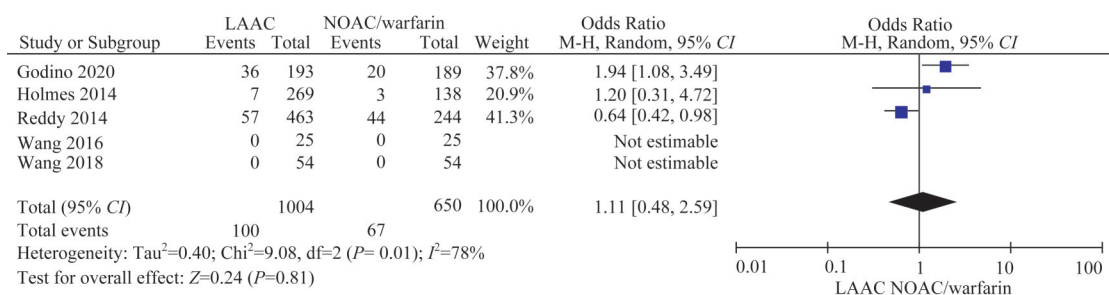 LAAC NOAC/warfarin Odds Ratio Odds Ratio
Study or Subgroup Events Total Events Total Weight M-H, Random, 95% CI M-H, Random, 95% CI
Godino 2020 36 193 20 189 37.8% 1.94 [1.08, 3.49]
Holmes 2014 7 269 3 138 20.9% 1.20 [0.31, 4.72]
Reddy 2014 57 463 44 244 41.3% 0.64 [0.42, 0.98]
Wang 2016 0 25 0 25 Not estimable
Wang 2018 0 54 0 54 Not estimable
Total (95% CI) 1004 650 100.0% 1.11 [0.48, 2.59]
Total events 100 67
Heterogeneity: Tau²=0.40; Chi²=9.08, df=2 (P= 0.01); I²=78%
Test for overall effect: Z=0.24 (P=0.81)
0.01 0.1 1 10 100
LAAC NOAC/warfarin